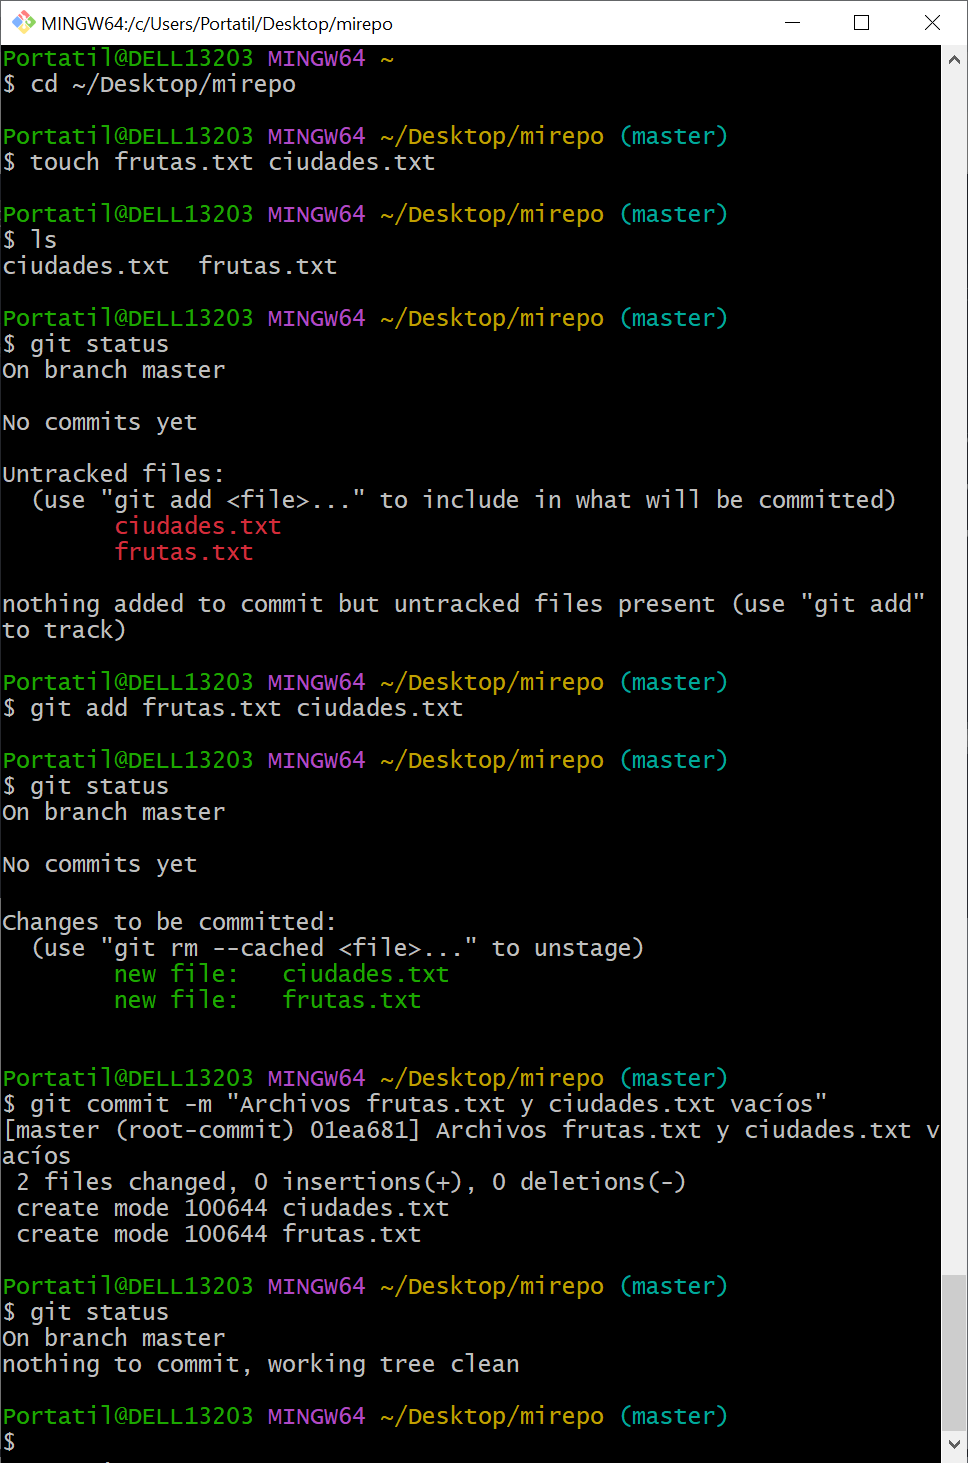 MINGW64:/c/Users/Portatil/Desktop/mirepo
Portatil@DELL13203 MINGW64 ~
$ cd ~/Desktop/mirepo
Portatil@DELL13203 MINGW64 ~/Desktop/mirepo (master)
$ touch frutas.txt ciudades.txt
Portatil@DELL13203 MINGW64 ~/Desktop/mirepo (master)
$ ls
ciudades.txt  frutas.txt
Portatil@DELL13203 MINGW64 ~/Desktop/mirepo (master)
$ git status
On branch master
No commits yet
Untracked files:
  (use "git add <file>..." to include in what will be committed)
        ciudades.txt
        frutas.txt
nothing added to commit but untracked files present (use "git add"
to track)
Portatil@DELL13203 MINGW64 ~/Desktop/mirepo (master)
$ git add frutas.txt ciudades.txt
Portatil@DELL13203 MINGW64 ~/Desktop/mirepo (master)
$ git status
On branch master
No commits yet
Changes to be committed:
  (use "git rm --cached <file>..." to unstage)
        new file:   ciudades.txt
        new file:   frutas.txt
Portatil@DELL13203 MINGW64 ~/Desktop/mirepo (master)
$ git commit -m "Archivos frutas.txt y ciudades.txt vacíos"
[master (root-commit) 01ea681] Archivos frutas.txt y ciudades.txt v
acíos
 2 files changed, 0 insertions(+), 0 deletions(-)
 create mode 100644 ciudades.txt
 create mode 100644 frutas.txt
Portatil@DELL13203 MINGW64 ~/Desktop/mirepo (master)
$ git status
On branch master
nothing to commit, working tree clean
Portatil@DELL13203 MINGW64 ~/Desktop/mirepo (master)
$